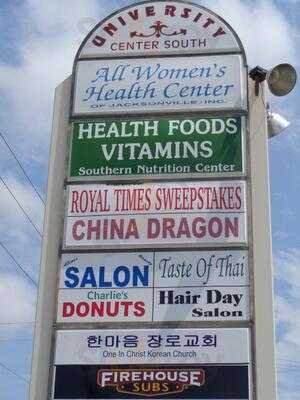 UNIVERSITY
CENTER SOUTH
All Women's
Health Center
OF JACKSONVILLE, INC.
HEALTH FOODS
VITAMINS
Southern Nutrition Center
ROYAL TIMES SWEEPSTAKES
CHINA DRAGON
SALON
Charlie's
DONUTS
Taste Of Thai
Hair Day
Salon
한마음 장로교회
One In Christ Korean Church
FIREHOUSE
SUBS